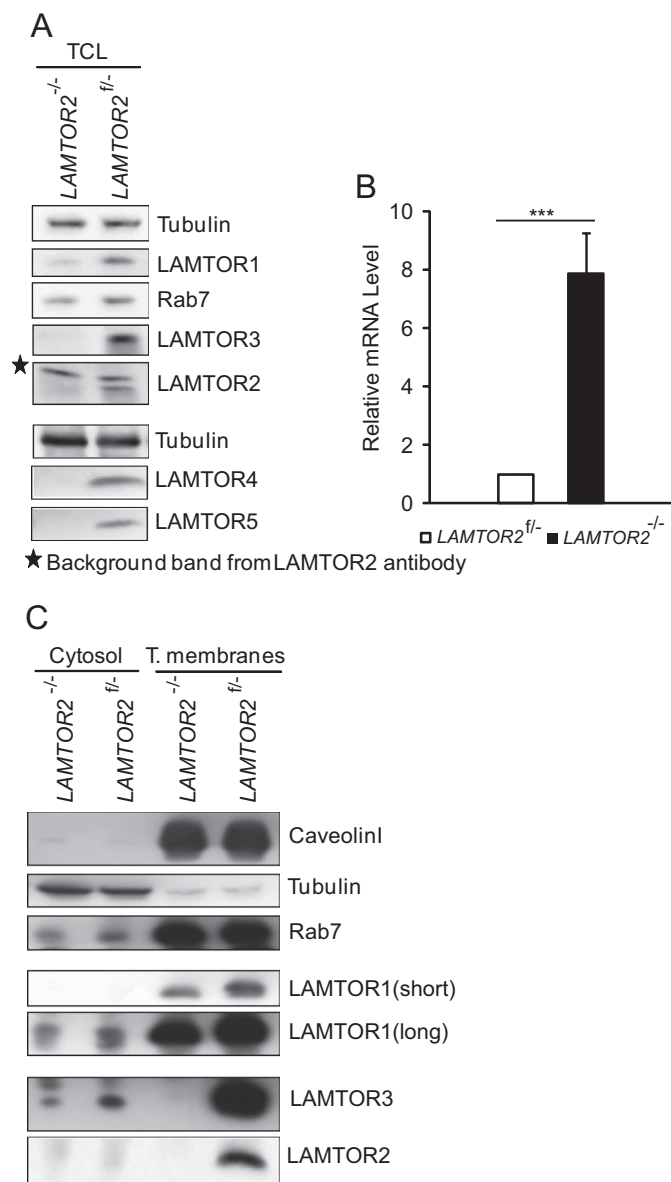 A
TCL
LAMTOR2-/-
LAMTOR2f/-
Tubulin
LAMTOR1
Rab7
LAMTOR3
★ LAMTOR2
Tubulin
LAMTOR4
LAMTOR5
★ Background band from LAMTOR2 antibody
B
***
10
8
6
4
2
0
Relative mRNA Level
LAMTOR2f/- LAMTOR2-/-
C
Cytosol T. membranes
LAMTOR2-/-
LAMTOR2f/-
LAMTOR2-/-
LAMTOR2f/-
CaveolinI
Tubulin
Rab7
LAMTOR1(short)
LAMTOR1(long)
LAMTOR3
LAMTOR2